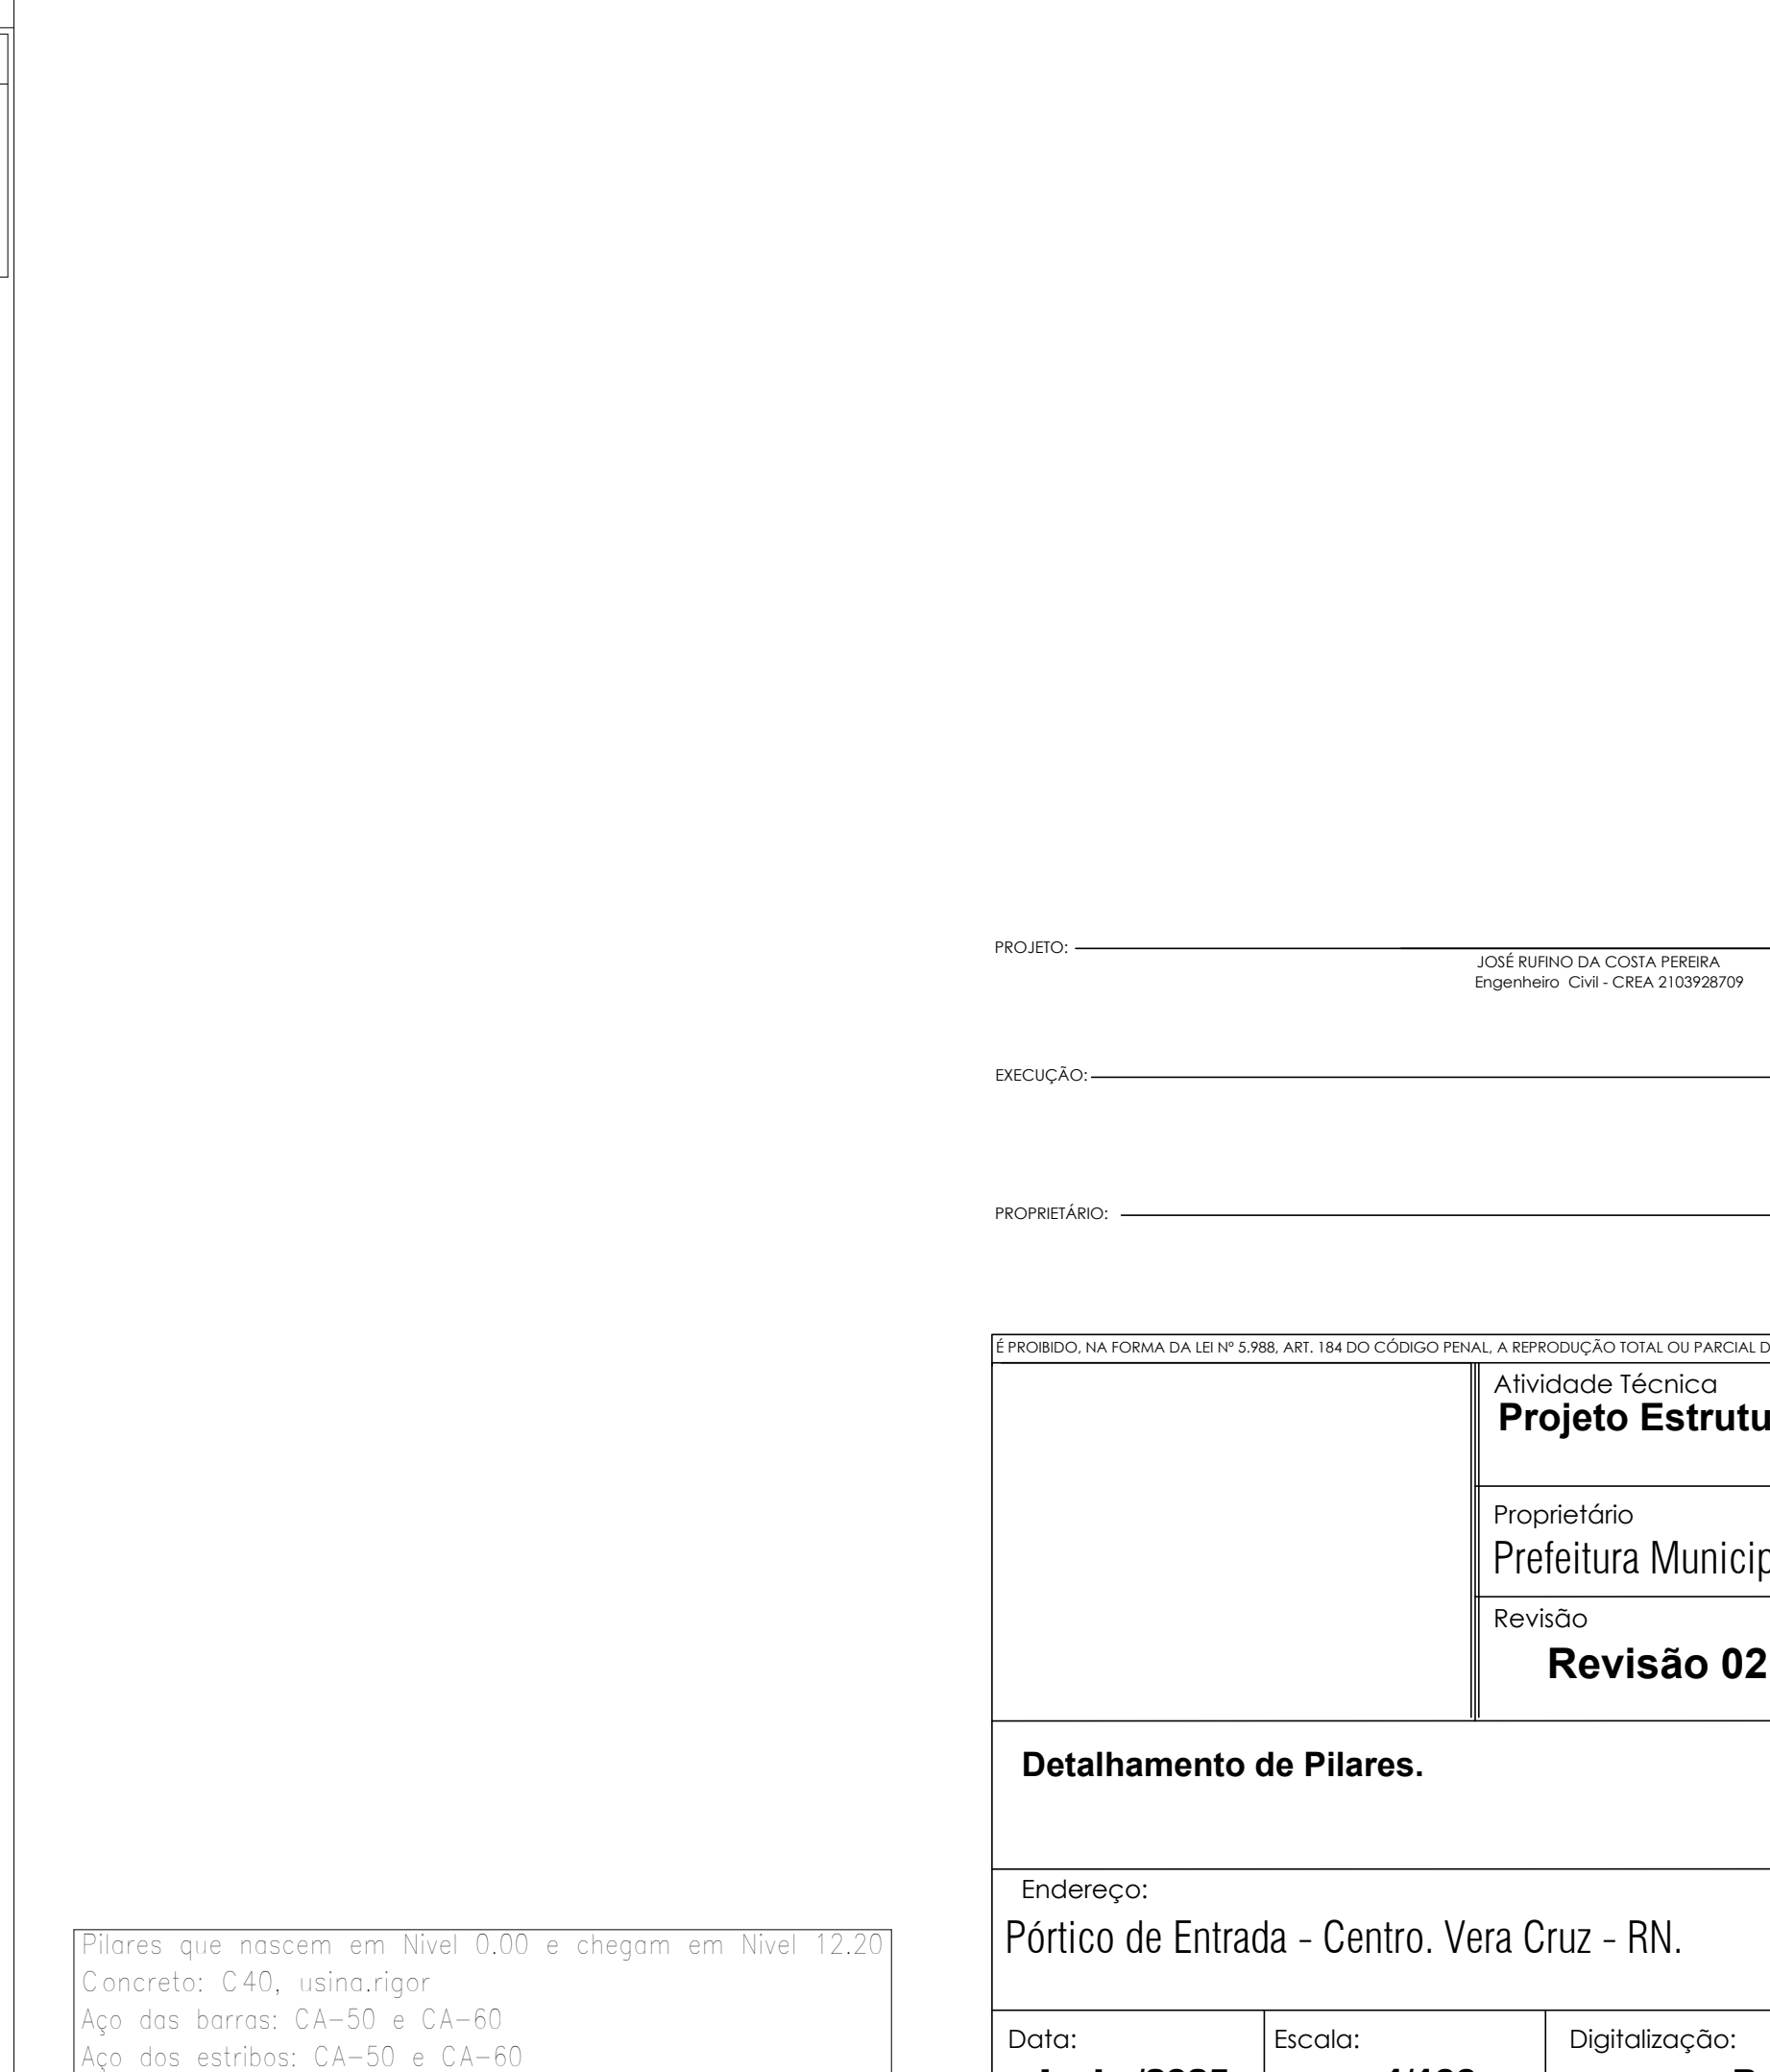 PROJETO:
JOSÉ RUFINO DA COSTA PEREIRA
Engenheiro Civil - CREA 2103928709
EXECUÇÃO:
PROPRIETÁRIO:
É PROIBIDO, NA FORMA DA LEI Nº 5.988, ART. 184 DO CÓDIGO PENAL, A REPRODUÇÃO TOTAL OU PARCIAL
Atividade Técnica
Projeto
Proprietário
Prefeitura
Revisão
Revisão 02
Detalhamento de Pilares.
Endereço:
Pórtico de Entrada - Centro. Vera Cruz - RN.
Pilares que nascem em Nivel 0.00 e chegam em Nivel 12.20
Concreto: C40, usina.rigor
Aço das barras: CA-50 e CA-60
Aço dos estribos: CA-50 e CA-60
Data:
Escala:
Digitalização: